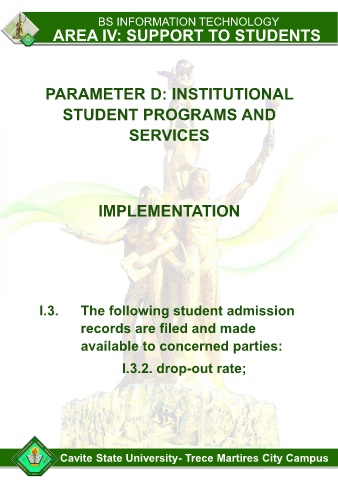 BS INFORMATION TECHNOLOGY
AREA IV: SUPPORT TO STUDENTS
PARAMETER D: INSTITUTIONAL
STUDENT PROGRAMS AND
SERVICES
IMPLEMENTATION
I.3. The following student admission
records are filed and made
available to concerned parties:
I.3.2. drop-out rate;
Cavite State University- Trece Martires City Campus